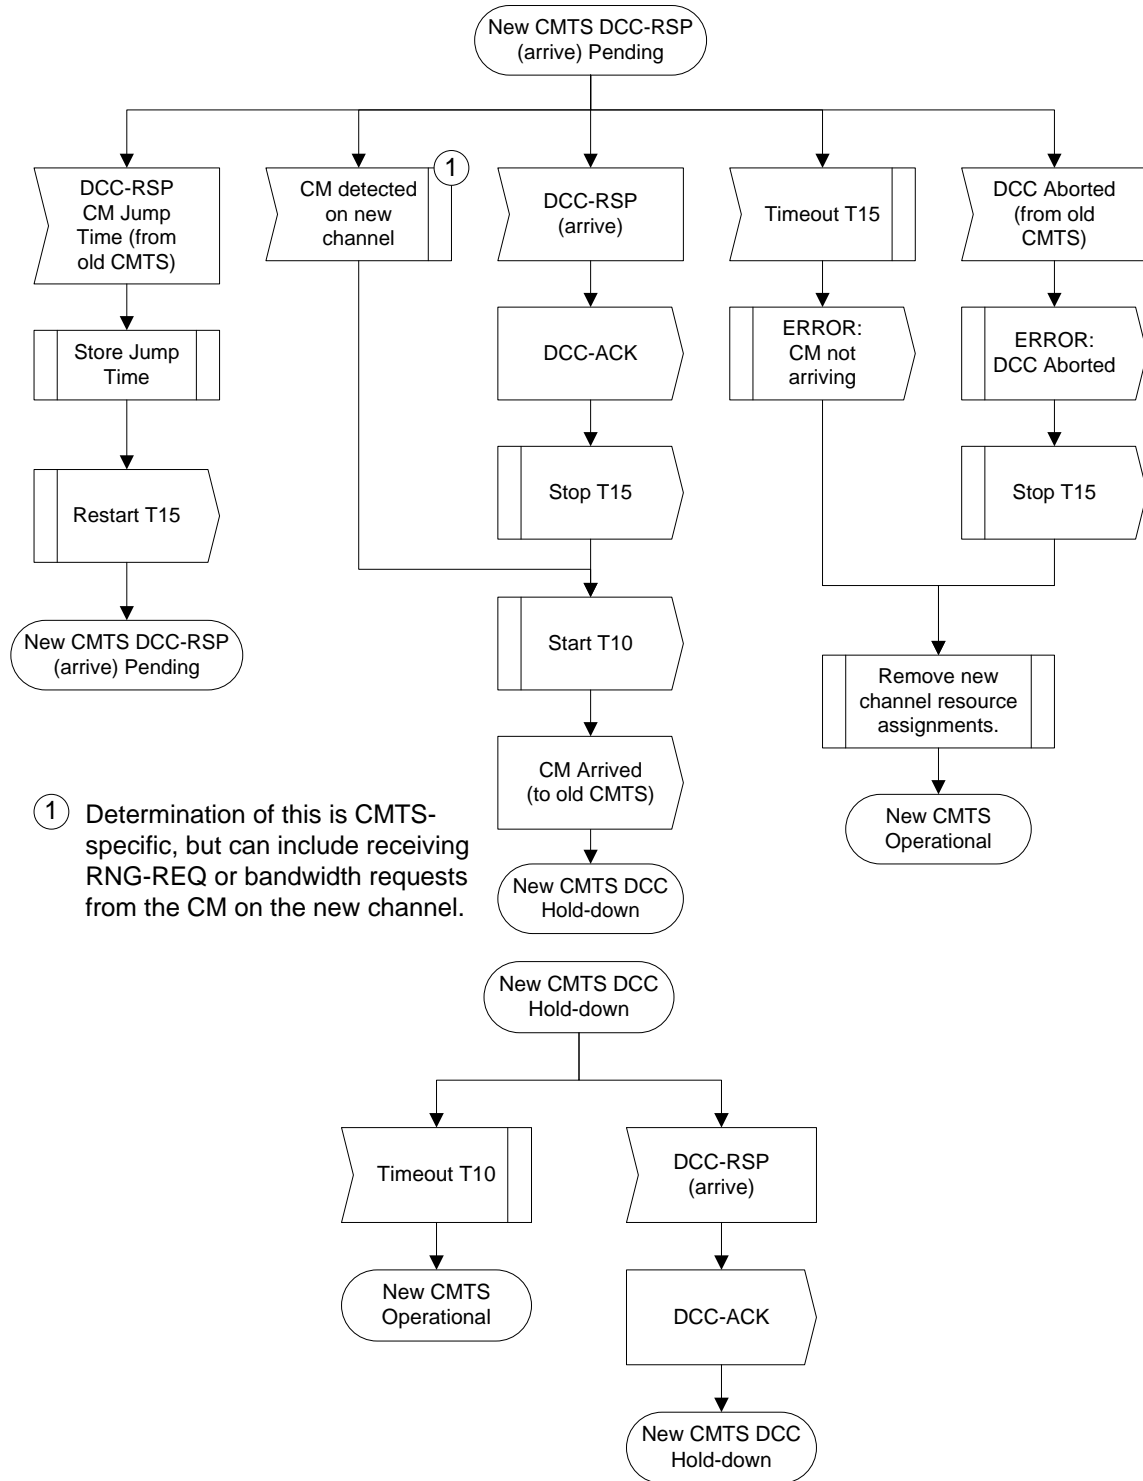 New CMTS DCC-RSP
(arrive) Pending
DCC-RSP
CM Jump
Time (from
old CMTS)
1
CM detected
on new
channel
DCC-RSP
(arrive)
Timeout T15
DCC Aborted
(from old
CMTS)
Store Jump
Time
DCC-ACK
ERROR:
CM not
arriving
ERROR:
DCC Aborted
Restart T15
Stop T15
Stop T15
New CMTS DCC-RSP
(arrive) Pending
Start T10
Remove new
channel resource
assignments.
CM Arrived
(to old CMTS)
New CMTS
Operational
New CMTS DCC
Hold-down
1 Determination of this is CMTS-
specific, but can include receiving
RNG-REQ or bandwidth requests
from the CM on the new channel.
New CMTS DCC
Hold-down
Timeout T10
DCC-RSP
(arrive)
New CMTS
Operational
DCC-ACK
New CMTS DCC
Hold-down